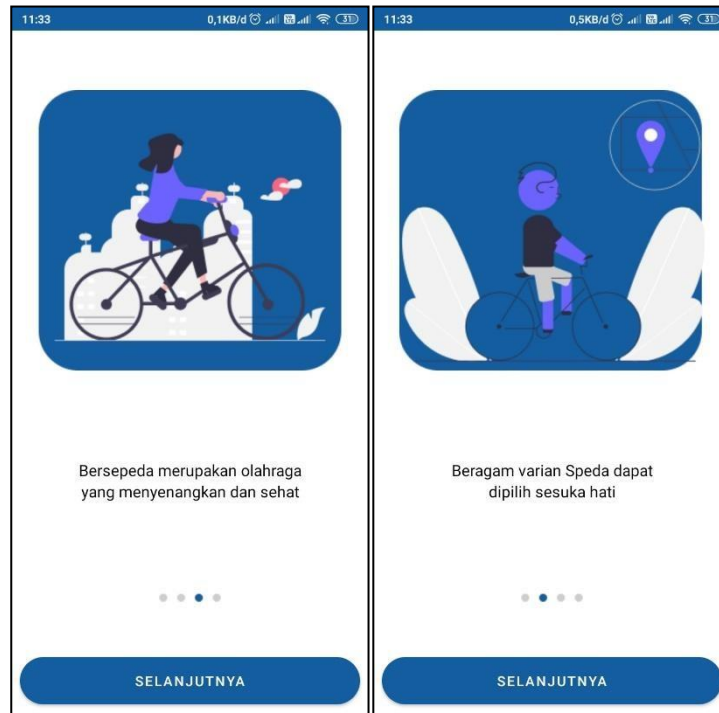 11:33 0,1KB/d 31
Bersepeda merupakan olahraga
yang menyenangkan dan sehat
SELANJUTNYA
11:33 0,5KB/d 31
Beragam varian Speda dapat
dipilih sesuka hati
SELANJUTNYA